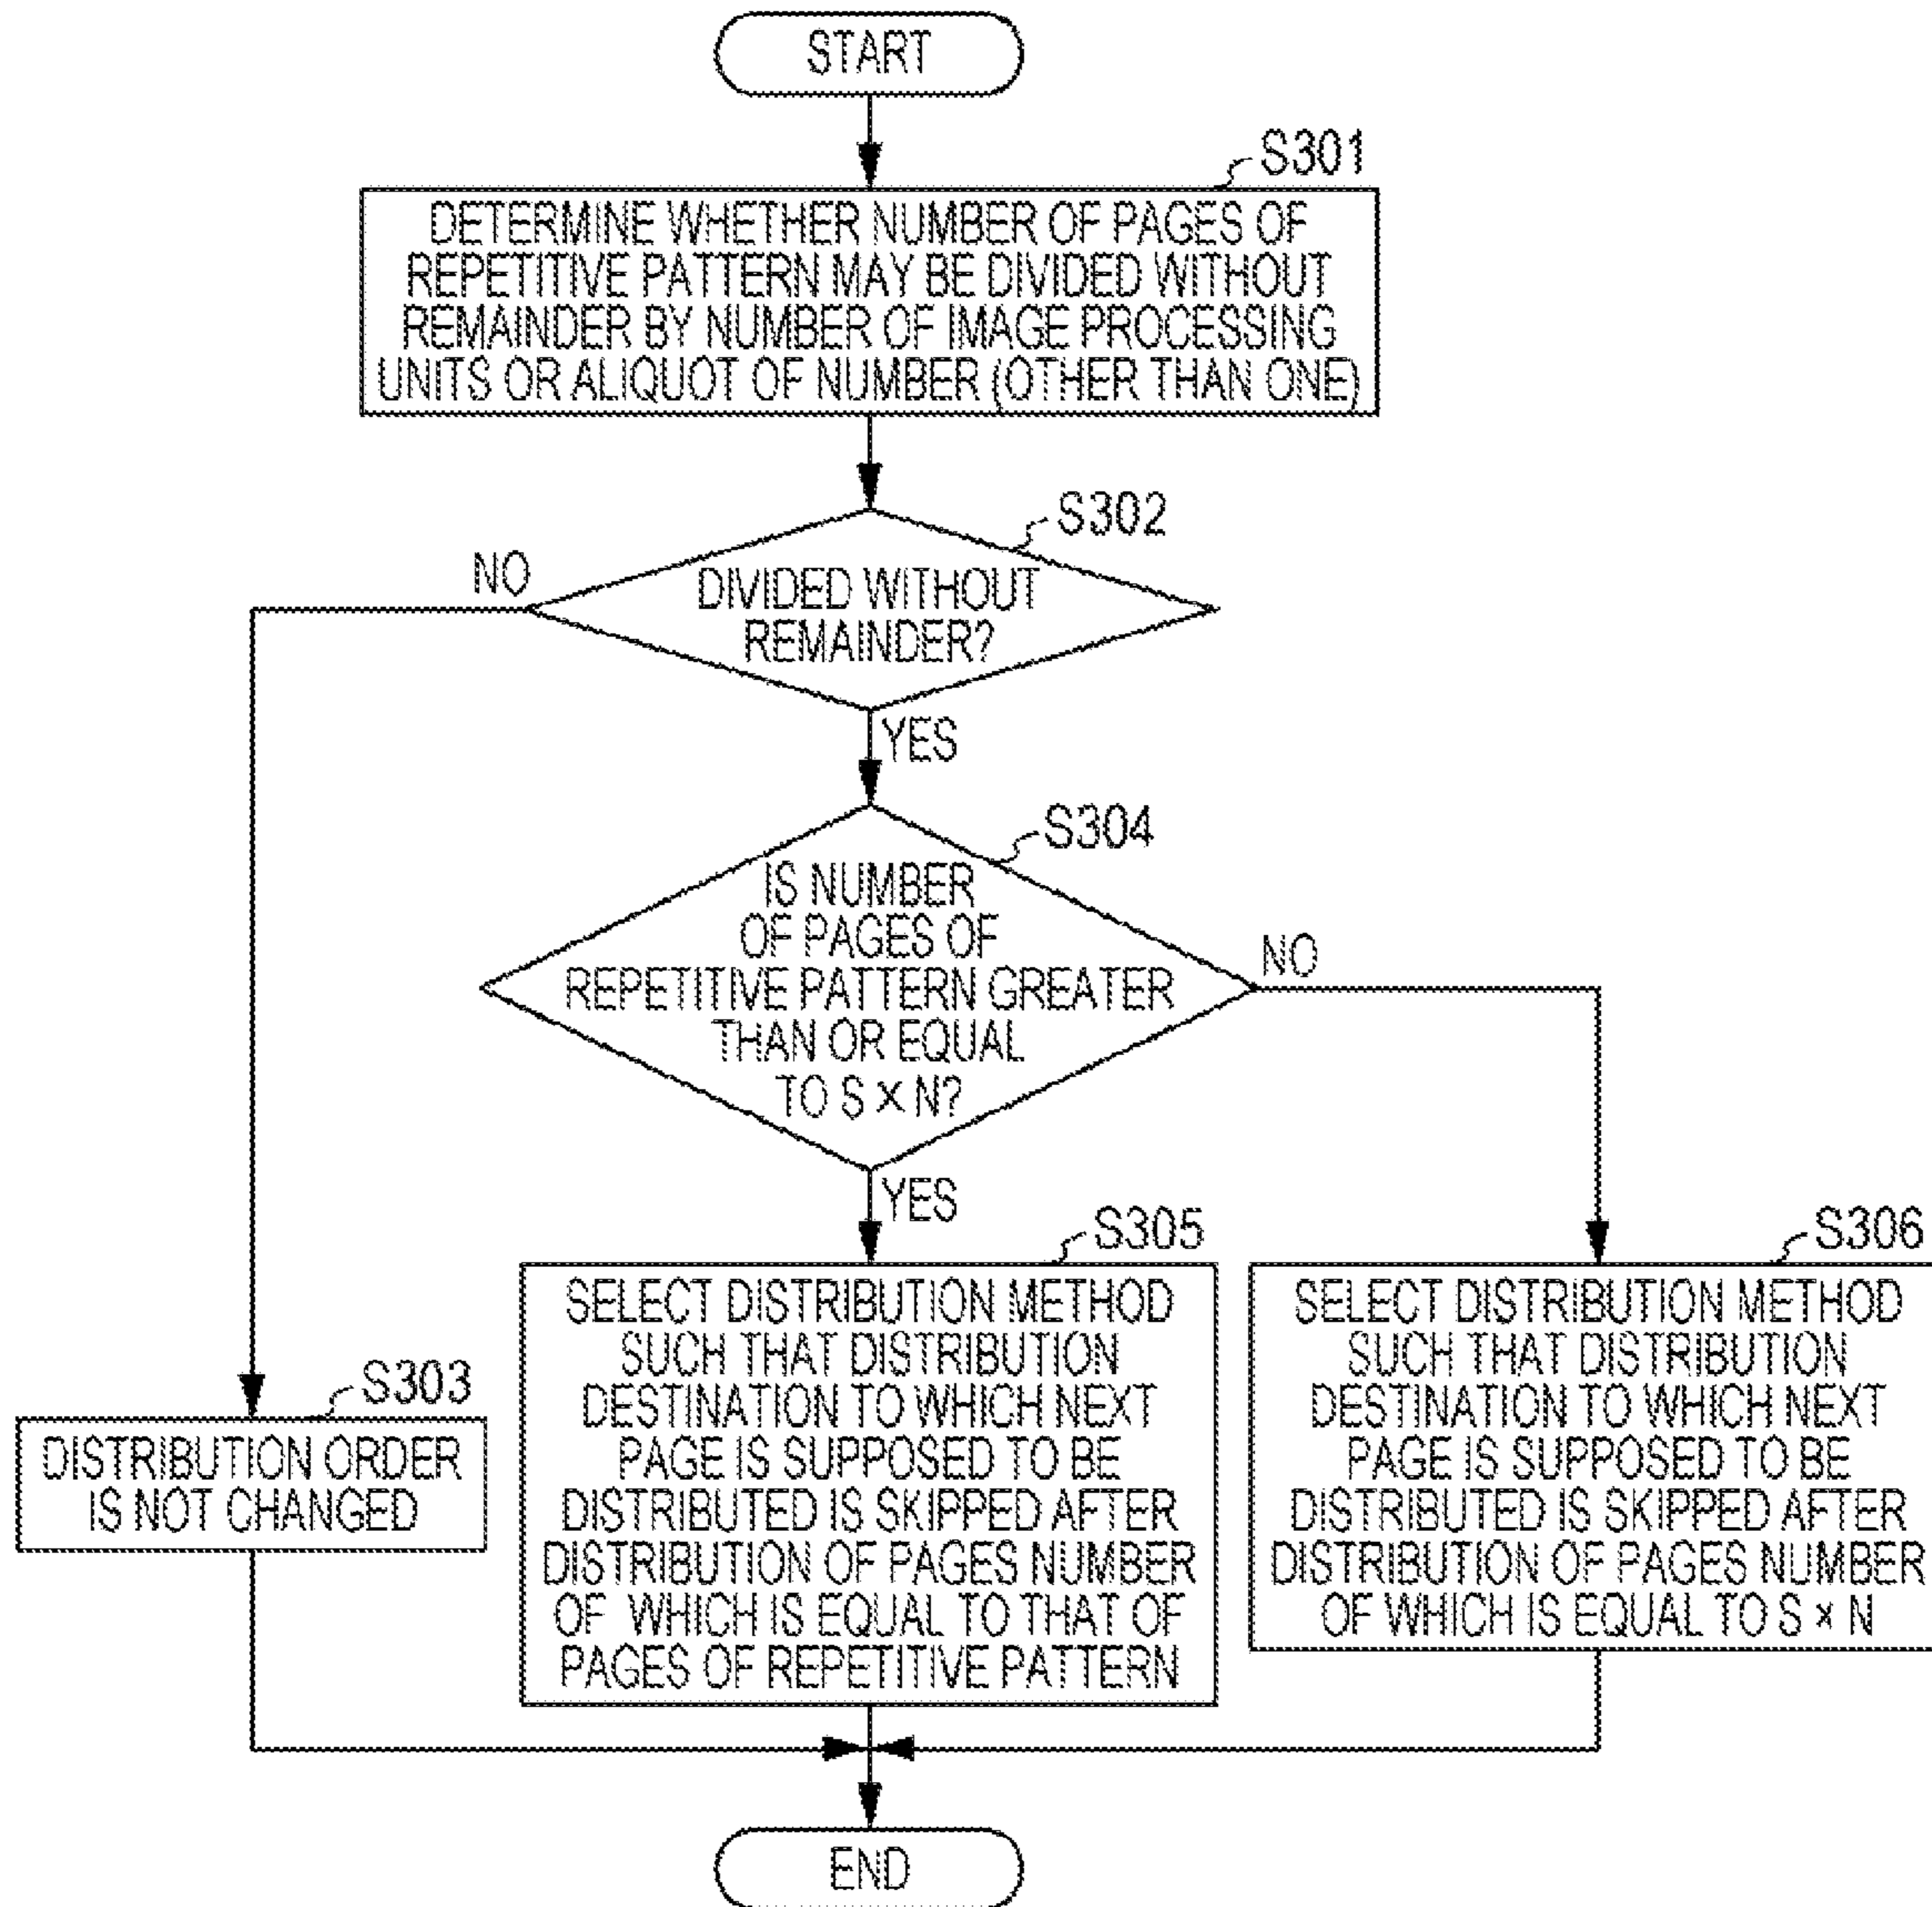 START
S301
DETERMINE WHETHER NUMBER OF PAGES OF
REPETITIVE PATTERN MAY BE DIVIDED WITHOUT
REMAINDER BY NUMBER OF IMAGE PROCESSING
UNITS OR ALIQUOT OF NUMBER (OTHER THAN ONE)
S302
NO
DIVIDED WITHOUT
REMAINDER?
YES
S304
IS NUMBER
OF PAGES OF
REPETITIVE PATTERN GREATER
THAN OR EQUAL
TO S × N?
NO
YES
S303
DISTRIBUTION ORDER
IS NOT CHANGED
S305
SELECT DISTRIBUTION METHOD
SUCH THAT DISTRIBUTION
DESTINATION TO WHICH NEXT
PAGE IS SUPPOSED TO BE
DISTRIBUTED IS SKIPPED AFTER
DISTRIBUTION OF PAGES NUMBER
OF WHICH IS EQUAL TO THAT OF
PAGES OF REPETITIVE PATTERN
S306
SELECT DISTRIBUTION METHOD
SUCH THAT DISTRIBUTION
DESTINATION TO WHICH NEXT
PAGE IS SUPPOSED TO BE
DISTRIBUTED IS SKIPPED AFTER
DISTRIBUTION OF PAGES NUMBER
OF WHICH IS EQUAL TO S × N
END